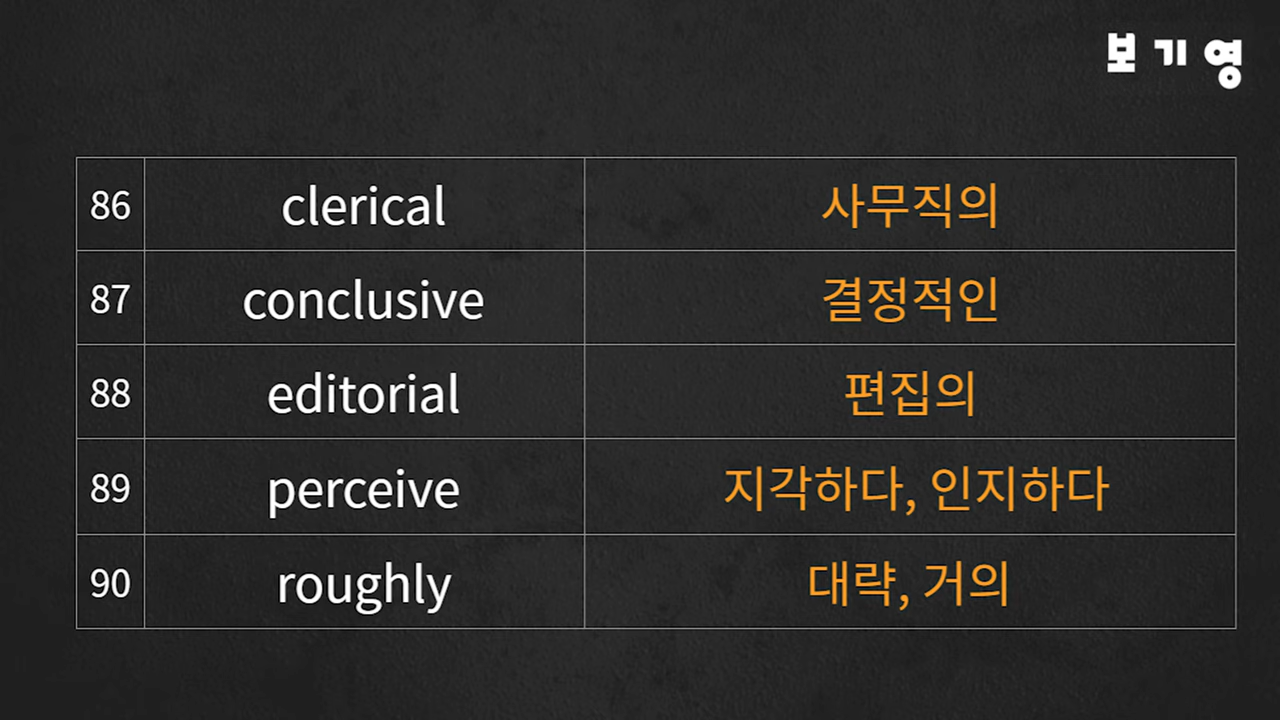 보기영
86 clerical 사무직의
87 conclusive 결정적인
88 editorial 편집의
89 perceive 지각하다, 인지하다
90 roughly 대략, 거의